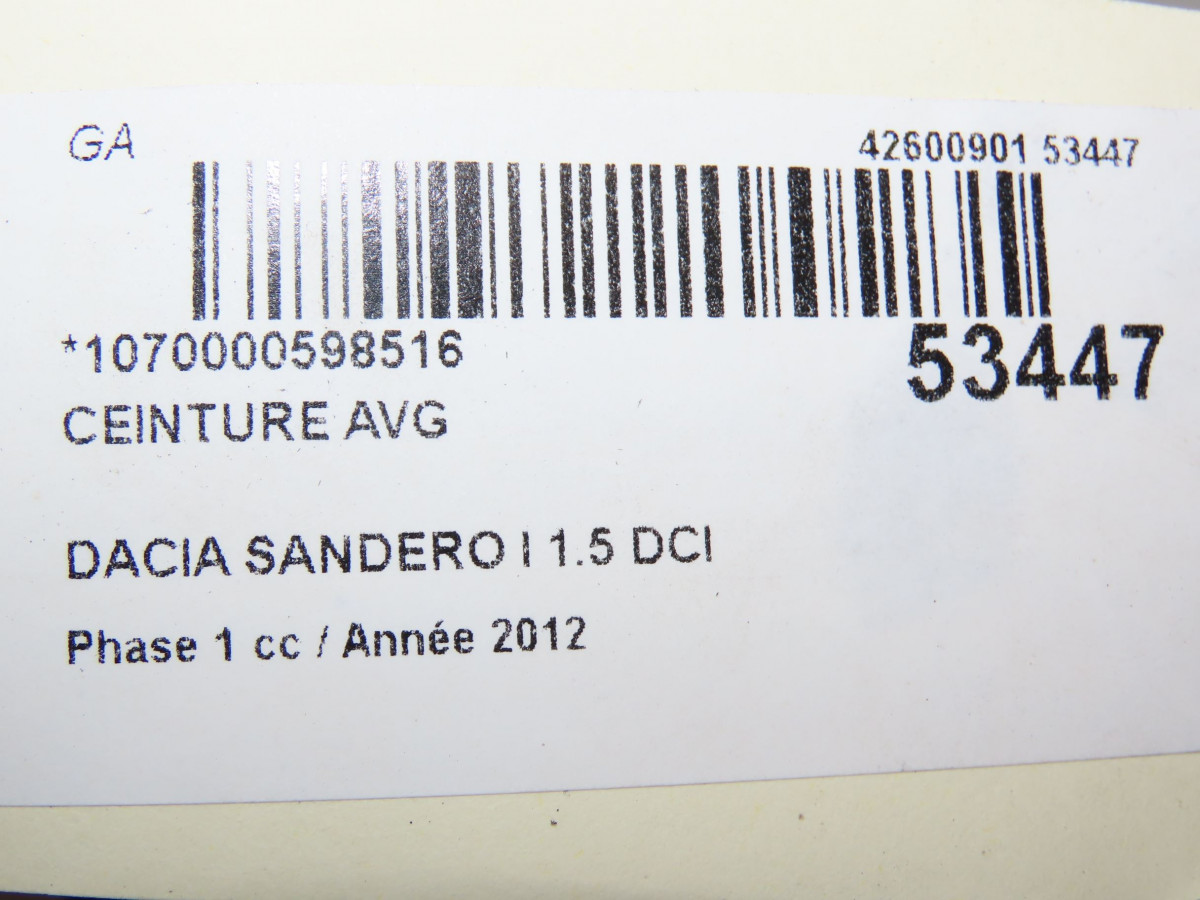 GA
42600901 53447
*1070000598516
53447
CEINTURE AVG
DACIA SANDERO I 1.5 DCI
Phase 1 cc / Année 2012